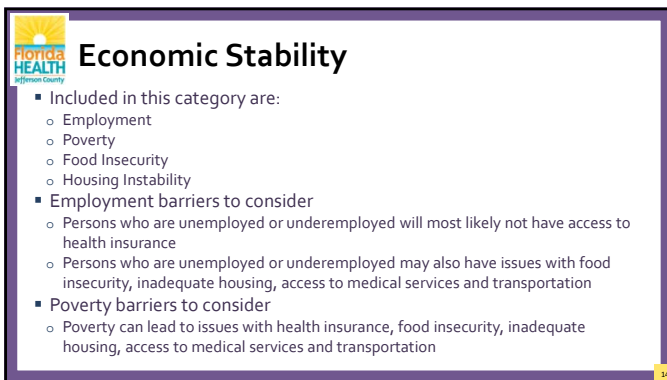 Florida
HEALTH
Jefferson County
Economic Stability
▪ Included in this category are:
o Employment
o Poverty
o Food Insecurity
o Housing Instability
▪ Employment barriers to consider
o Persons who are unemployed or underemployed will most likely not have access to
health insurance
o Persons who are unemployed or underemployed may also have issues with food
insecurity, inadequate housing, access to medical services and transportation
▪ Poverty barriers to consider
o Poverty can lead to issues with health insurance, food insecurity, inadequate
housing, access to medical services and transportation